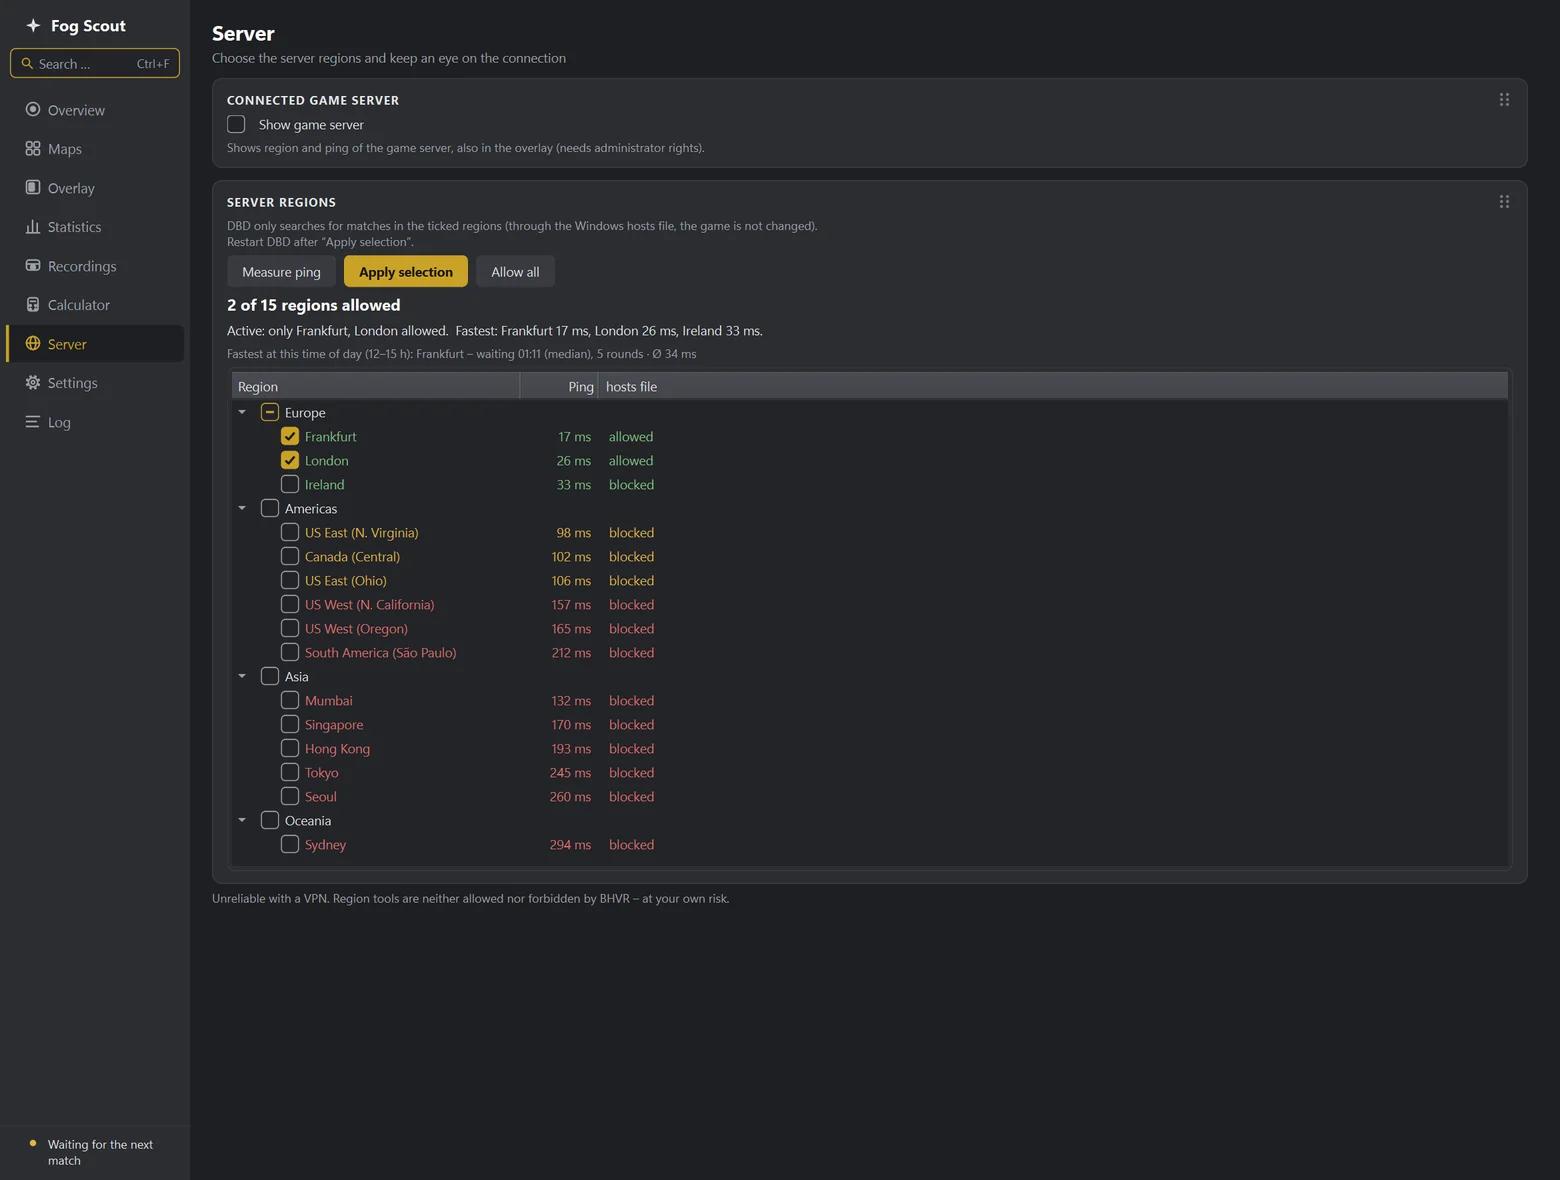 Fog Scout
Search ... Ctrl+F
Overview
Maps
Overlay
Statistics
Recordings
Calculator
Server
Settings
Log
Waiting for the next
match
Server
Choose the server regions and keep an eye on the connection
CONNECTED GAME SERVER
Show game server
Shows region and ping of the game server, also in the overlay (needs administrator rights).
SERVER REGIONS
DBD only searches for matches in the ticked regions (through the Windows hosts file, the game is not changed).
Restart DBD after “Apply selection”.
Measure ping Apply selection Allow all
2 of 15 regions allowed
Active: only Frankfurt, London allowed.  Fastest: Frankfurt 17 ms, London 26 ms, Ireland 33 ms.
Fastest at this time of day (12–15 h): Frankfurt – waiting 01:11 (median), 5 rounds · Ø 34 ms
Region Ping hosts file
Europe
Frankfurt 17 ms allowed
London 26 ms allowed
Ireland 33 ms blocked
Americas
US East (N. Virginia) 98 ms blocked
Canada (Central) 102 ms blocked
US East (Ohio) 106 ms blocked
US West (N. California) 157 ms blocked
US West (Oregon) 165 ms blocked
South America (São Paulo) 212 ms blocked
Asia
Mumbai 132 ms blocked
Singapore 170 ms blocked
Hong Kong 193 ms blocked
Tokyo 245 ms blocked
Seoul 260 ms blocked
Oceania
Sydney 294 ms blocked
Unreliable with a VPN. Region tools are neither allowed nor forbidden by BHVR – at your own risk.